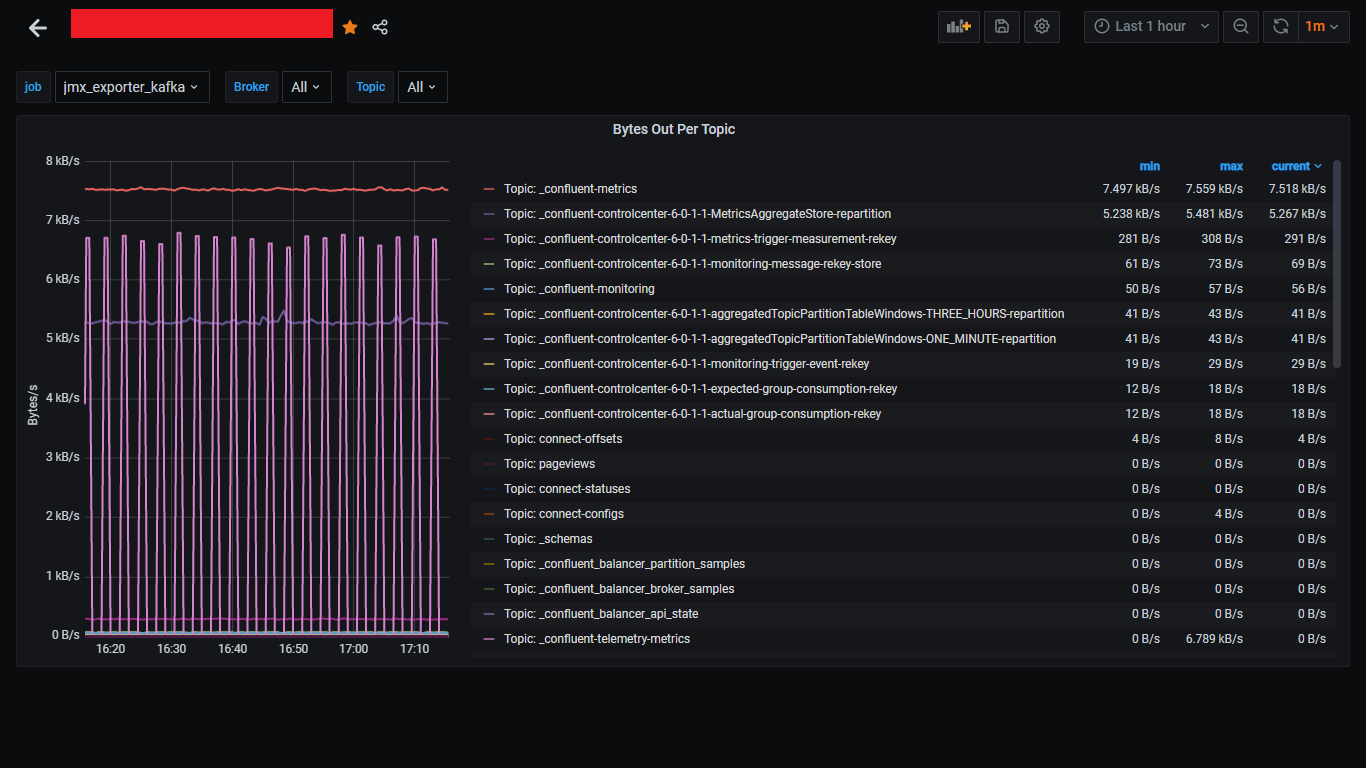 Last 1 hour 1m
job jmx_exporter_kafka Broker All Topic All
Bytes Out Per Topic
Bytes/s
8 kB/s
7 kB/s
6 kB/s
5 kB/s
4 kB/s
3 kB/s
2 kB/s
1 kB/s
0 B/s
16:20 16:30 16:40 16:50 17:00 17:10
min max current
Topic: _confluent-metrics 7.497 kB/s 7.559 kB/s 7.518 kB/s
Topic: _confluent-controlcenter-6-0-1-1-MetricsAggregateStore-repartition 5.238 kB/s 5.481 kB/s 5.267 kB/s
Topic: _confluent-controlcenter-6-0-1-1-metrics-trigger-measurement-rekey 281 B/s 308 B/s 291 B/s
Topic: _confluent-controlcenter-6-0-1-1-monitoring-message-rekey-store 61 B/s 73 B/s 69 B/s
Topic: _confluent-monitoring 50 B/s 57 B/s 56 B/s
Topic: _confluent-controlcenter-6-0-1-1-aggregatedTopicPartitionTableWindows-THREE_HOURS-repartition 41 B/s 43 B/s 41 B/s
Topic: _confluent-controlcenter-6-0-1-1-aggregatedTopicPartitionTableWindows-ONE_MINUTE-repartition 41 B/s 43 B/s 41 B/s
Topic: _confluent-controlcenter-6-0-1-1-monitoring-trigger-event-rekey 19 B/s 29 B/s 29 B/s
Topic: _confluent-controlcenter-6-0-1-1-expected-group-consumption-rekey 12 B/s 18 B/s 18 B/s
Topic: _confluent-controlcenter-6-0-1-1-actual-group-consumption-rekey 12 B/s 18 B/s 18 B/s
Topic: connect-offsets 4 B/s 8 B/s 4 B/s
Topic: pageviews 0 B/s 0 B/s 0 B/s
Topic: connect-statuses 0 B/s 0 B/s 0 B/s
Topic: connect-configs 0 B/s 4 B/s 0 B/s
Topic: _schemas 0 B/s 0 B/s 0 B/s
Topic: _confluent_balancer_partition_samples 0 B/s 0 B/s 0 B/s
Topic: _confluent_balancer_broker_samples 0 B/s 0 B/s 0 B/s
Topic: _confluent_balancer_api_state 0 B/s 0 B/s 0 B/s
Topic: _confluent-telemetry-metrics 0 B/s 6.789 kB/s 0 B/s